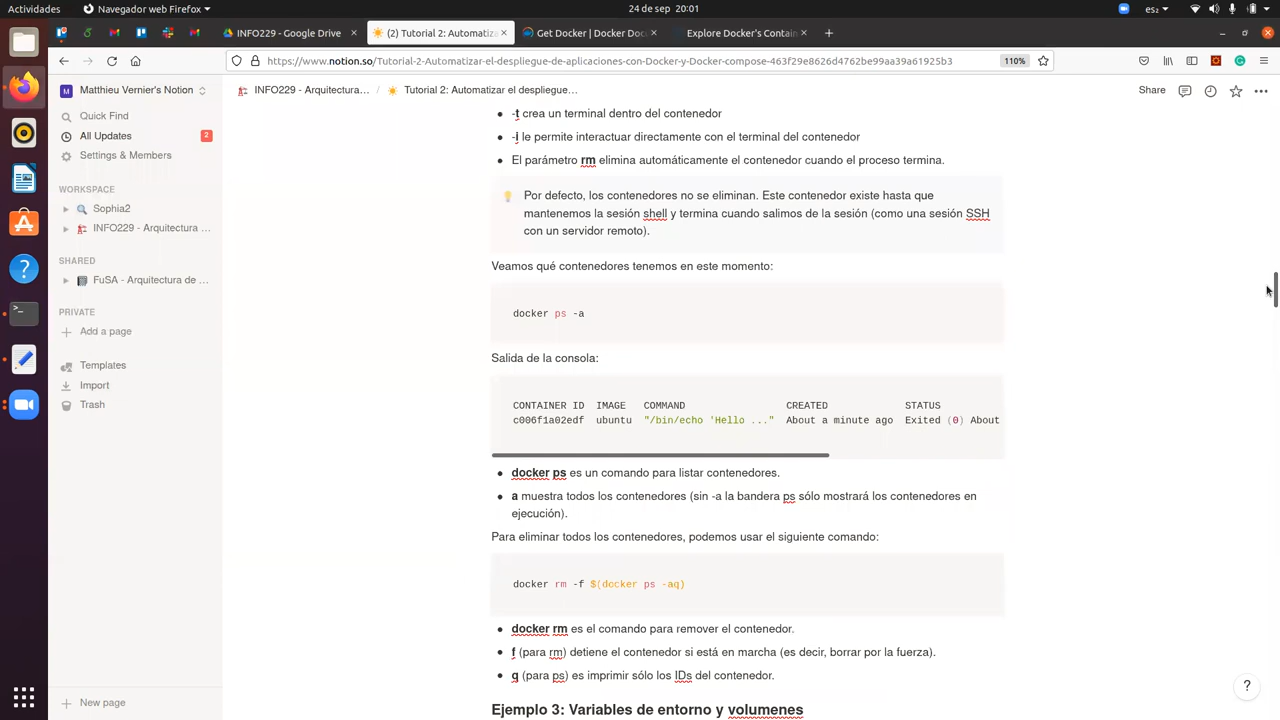 Actividades
Navegador web Firefox
24 de sep 20:01
es₂
INFO229 - Google Drive
(2) Tutorial 2: Automatiza
Get Docker | Docker Doc
Explore Docker's Contain
https://www.notion.so/Tutorial-2-Automatizar-el-despliegue-de-aplicaciones-con-Docker-y-Docker-compose-463f29e8626d4762be99aa39a61925b3
110%
M Matthieu Vernier's Notion
INFO229 - Arquitectura... / Tutorial 2: Automatizar el despliegue...
Share
Quick Find
All Updates 2
Settings & Members
WORKSPACE
Sophia2
INFO229 - Arquitectura ...
SHARED
FuSA - Arquitectura de ...
PRIVATE
Add a page
Templates
Import
Trash
New page
-t crea un terminal dentro del contenedor
-i le permite interactuar directamente con el terminal del contenedor
El parámetro rm elimina automáticamente el contenedor cuando el proceso termina.
Por defecto, los contenedores no se eliminan. Este contenedor existe hasta que
mantenemos la sesión shell y termina cuando salimos de la sesión (como una sesión SSH
con un servidor remoto).
Veamos qué contenedores tenemos en este momento:
docker ps -a
Salida de la consola:
CONTAINER ID IMAGE COMMAND CREATED STATUS
c006f1a02edf ubuntu "/bin/echo 'Hello ..." About a minute ago Exited (0) About
docker ps es un comando para listar contenedores.
a muestra todos los contenedores (sin -a la bandera ps sólo mostrará los contenedores en
ejecución).
Para eliminar todos los contenedores, podemos usar el siguiente comando:
docker rm -f $(docker ps -aq)
docker rm es el comando para remover el contenedor.
f (para rm) detiene el contenedor si está en marcha (es decir, borrar por la fuerza).
q (para ps) es imprimir sólo los IDs del contenedor.
Ejemplo 3: Variables de entorno y volumenes
?